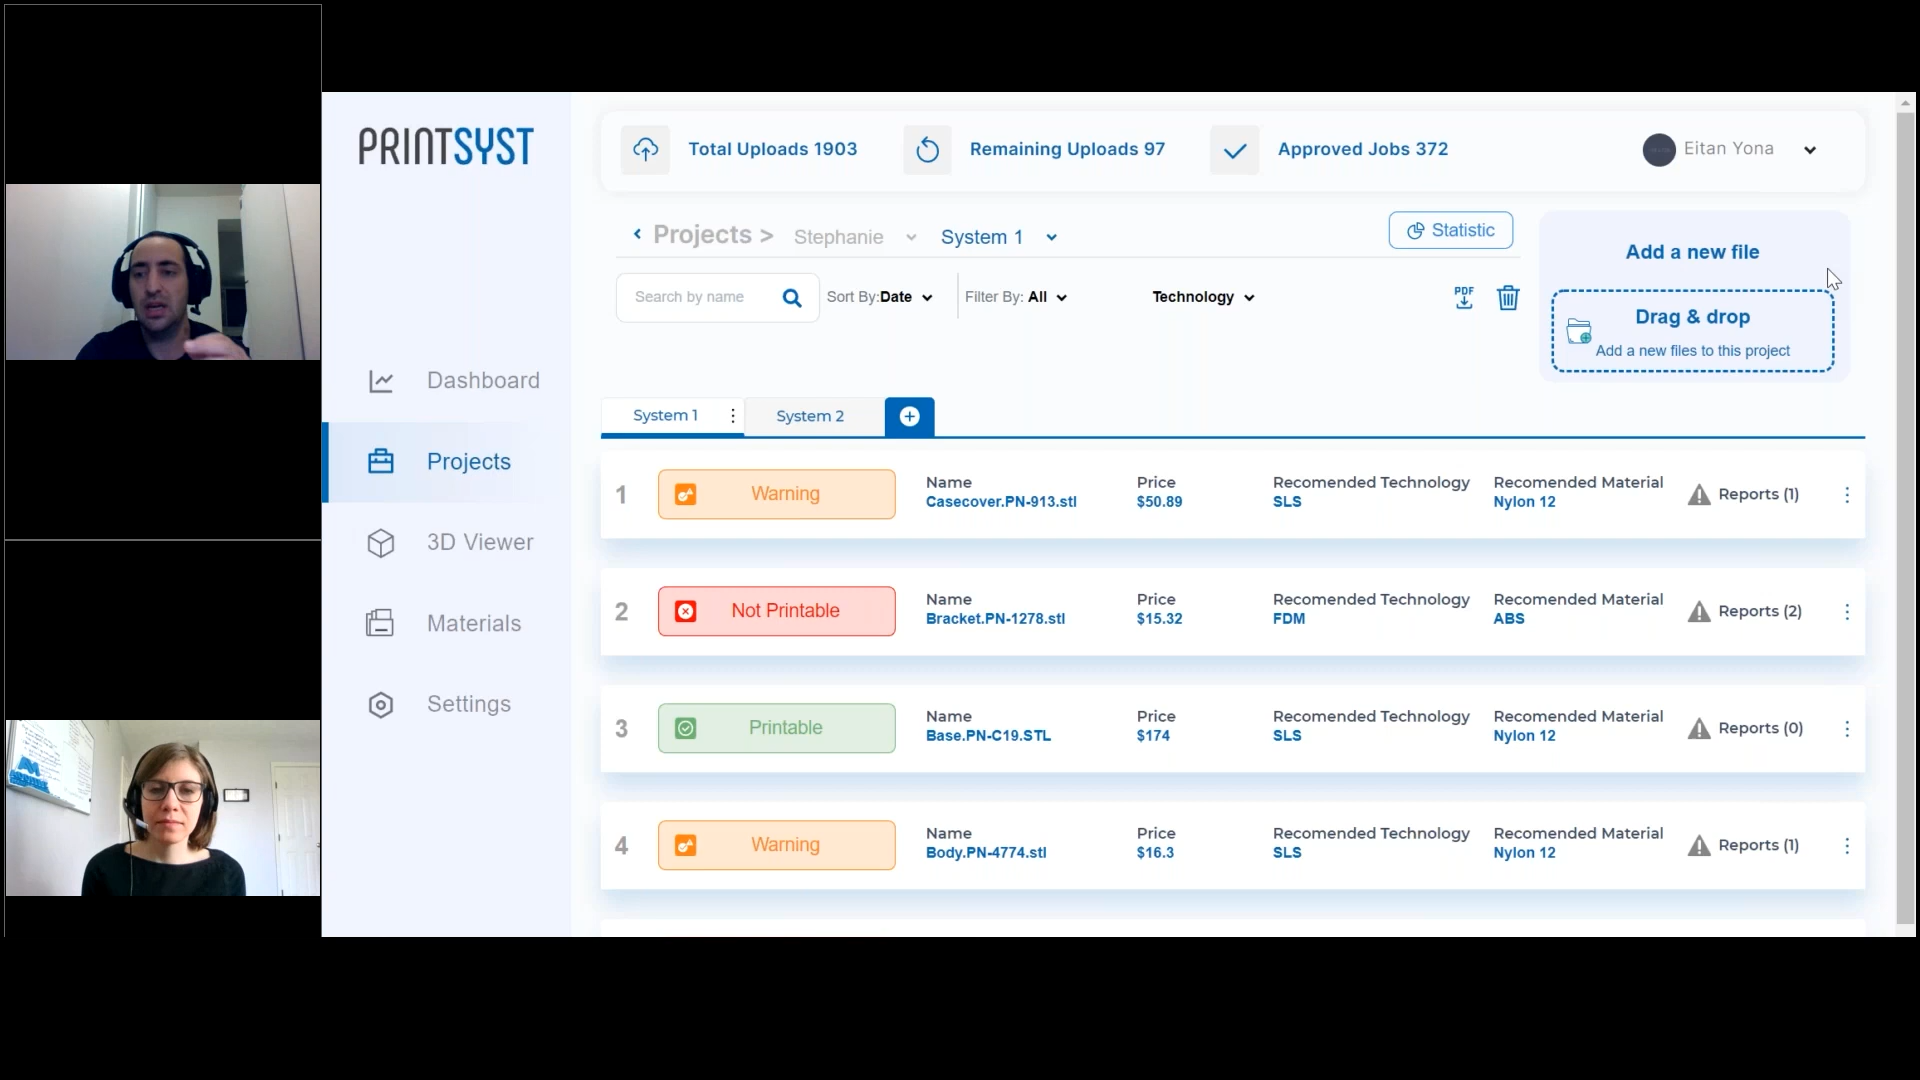 PRINTSYST
Total Uploads 1903
Remaining Uploads 97
Approved Jobs 372
Eitan Yona
Projects >
Stephanie
System 1
Statistic
Add a new file
Search by name
Sort By:Date
Filter By: All
Technology
PDF
Drag & drop
Add a new files to this project
Dashboard
Projects
3D Viewer
Materials
Settings
System 1
System 2
1
Warning
Name
Casecover.PN-913.stl
Price
$50.89
Recomended Technology
SLS
Recomended Material
Nylon 12
Reports (1)
2
Not Printable
Name
Bracket.PN-1278.stl
Price
$15.32
Recomended Technology
FDM
Recomended Material
ABS
Reports (2)
3
Printable
Name
Base.PN-C19.STL
Price
$174
Recomended Technology
SLS
Recomended Material
Nylon 12
Reports (0)
4
Warning
Name
Body.PN-4774.stl
Price
$16.3
Recomended Technology
SLS
Recomended Material
Nylon 12
Reports (1)